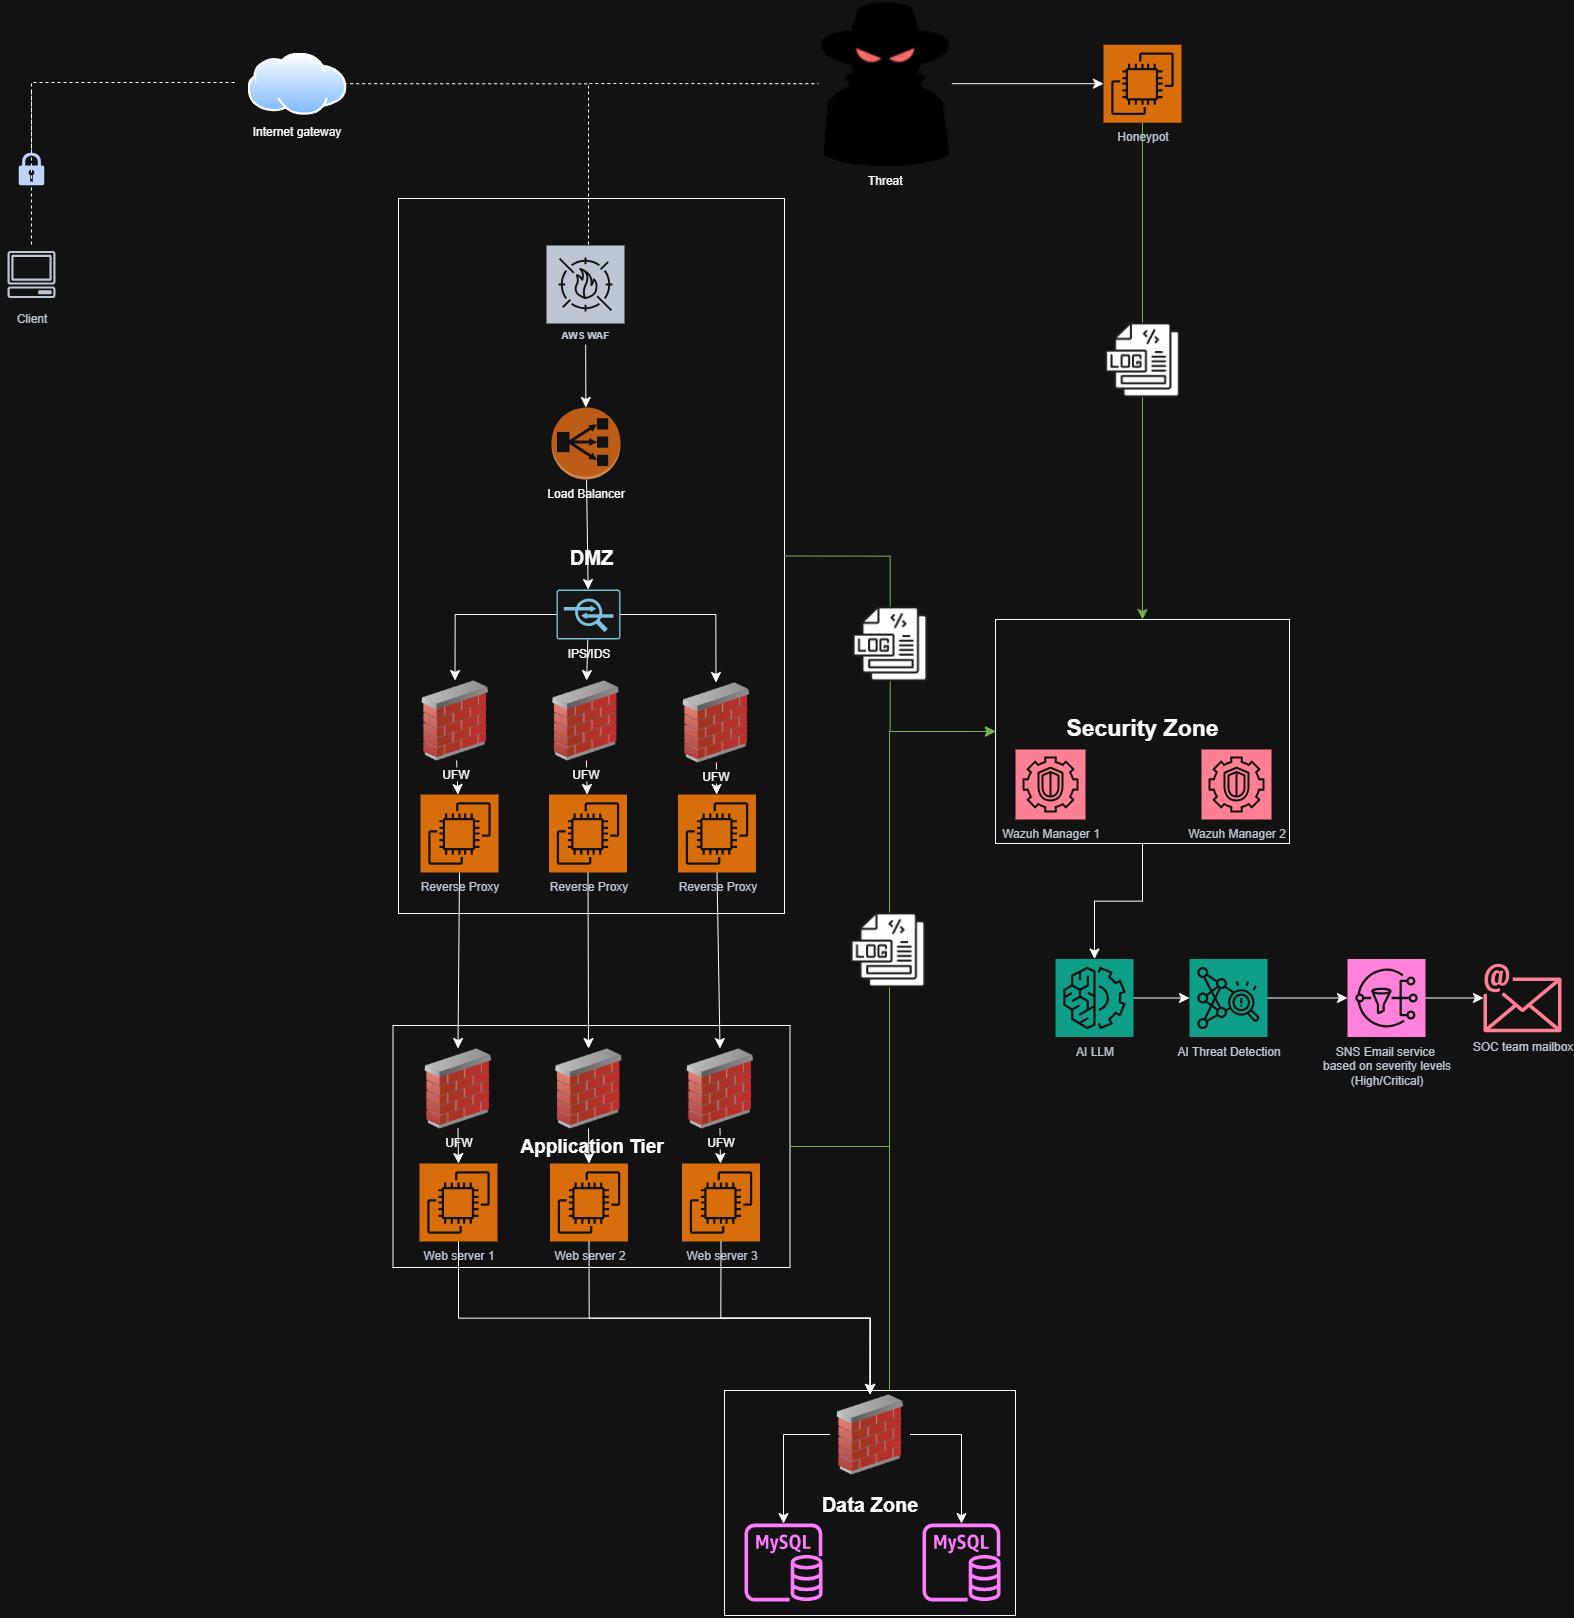 Internet gateway
Threat
Honeypot
Client
AWS WAF
LOG
Load Balancer
DMZ
IPS/IDS
LOG
UFW
UFW
UFW
Security Zone
Wazuh Manager 1
Wazuh Manager 2
Reverse Proxy
Reverse Proxy
Reverse Proxy
LOG
AI LLM
AI Threat Detection
SNS Email service
based on severity levels
(High/Critical)
@
SOC team mailbox
UFW
Application Tier
UFW
Web server 1
Web server 2
Web server 3
Data Zone
MySQL
MySQL